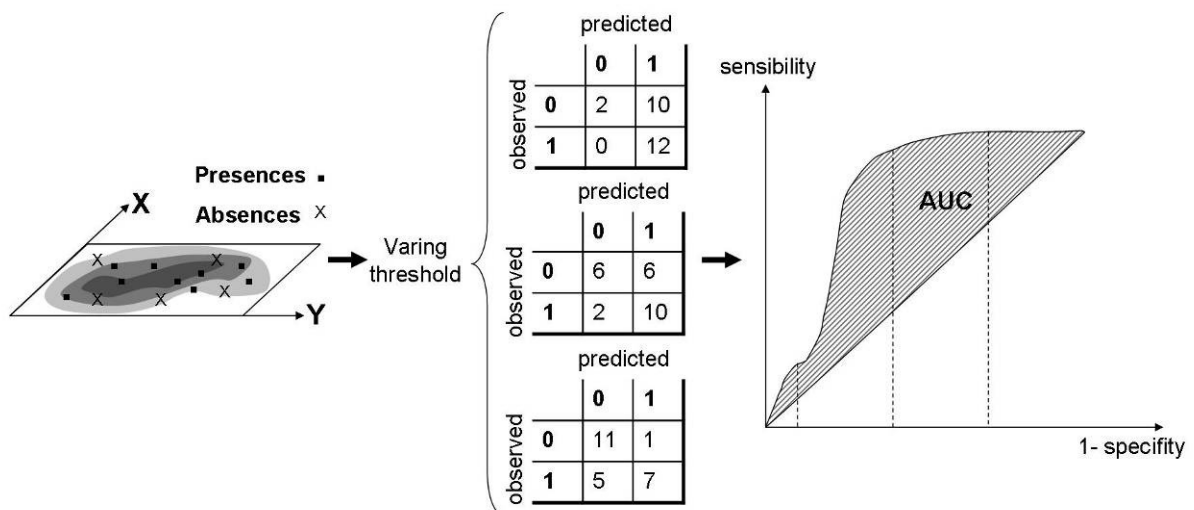 Presences
Absences X
X
Y
X X
X X X
Varing
threshold
predicted
observed
0 1
0 2 10
1 0 12
predicted
observed
0 1
0 6 6
1 2 10
predicted
observed
0 1
0 11 1
1 5 7
sensibility
AUC
1- specifity